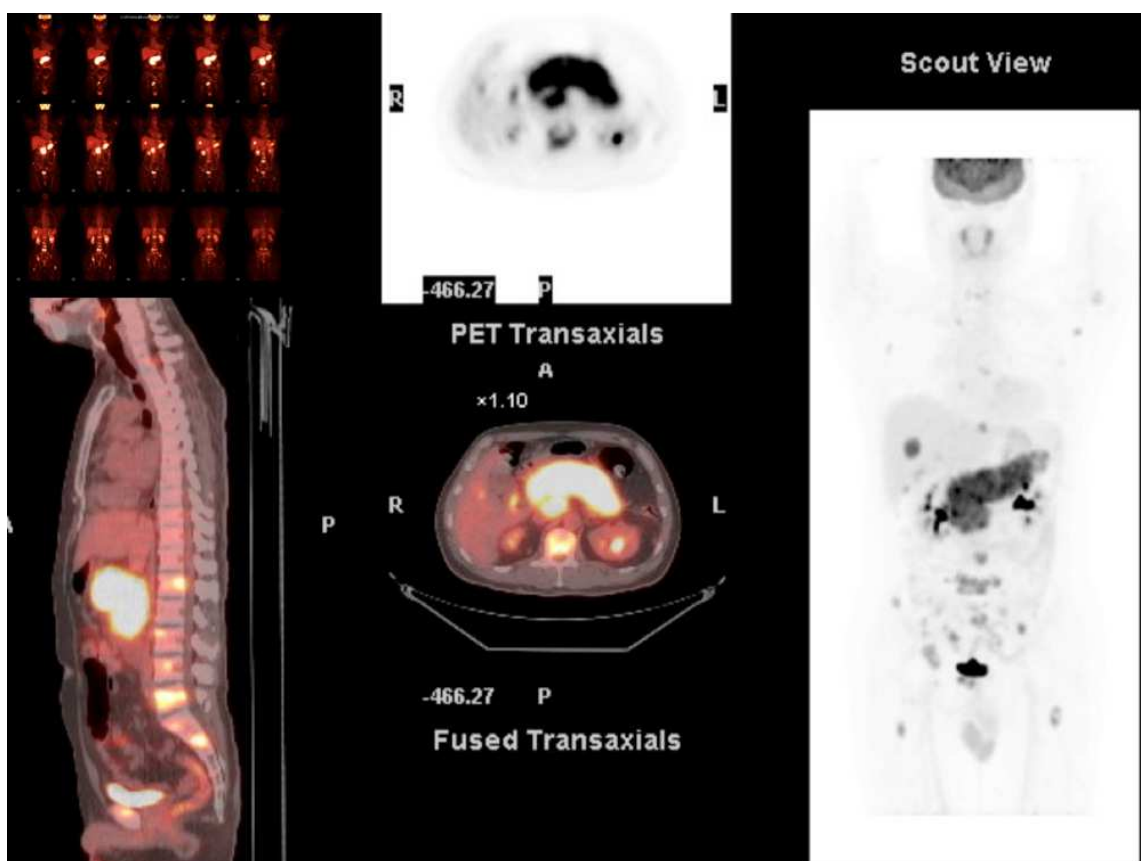 Scout View
R
L
-466.27 P
PET Transaxials
A
×1.10
R
L
A
P
-466.27 P
Fused Transaxials